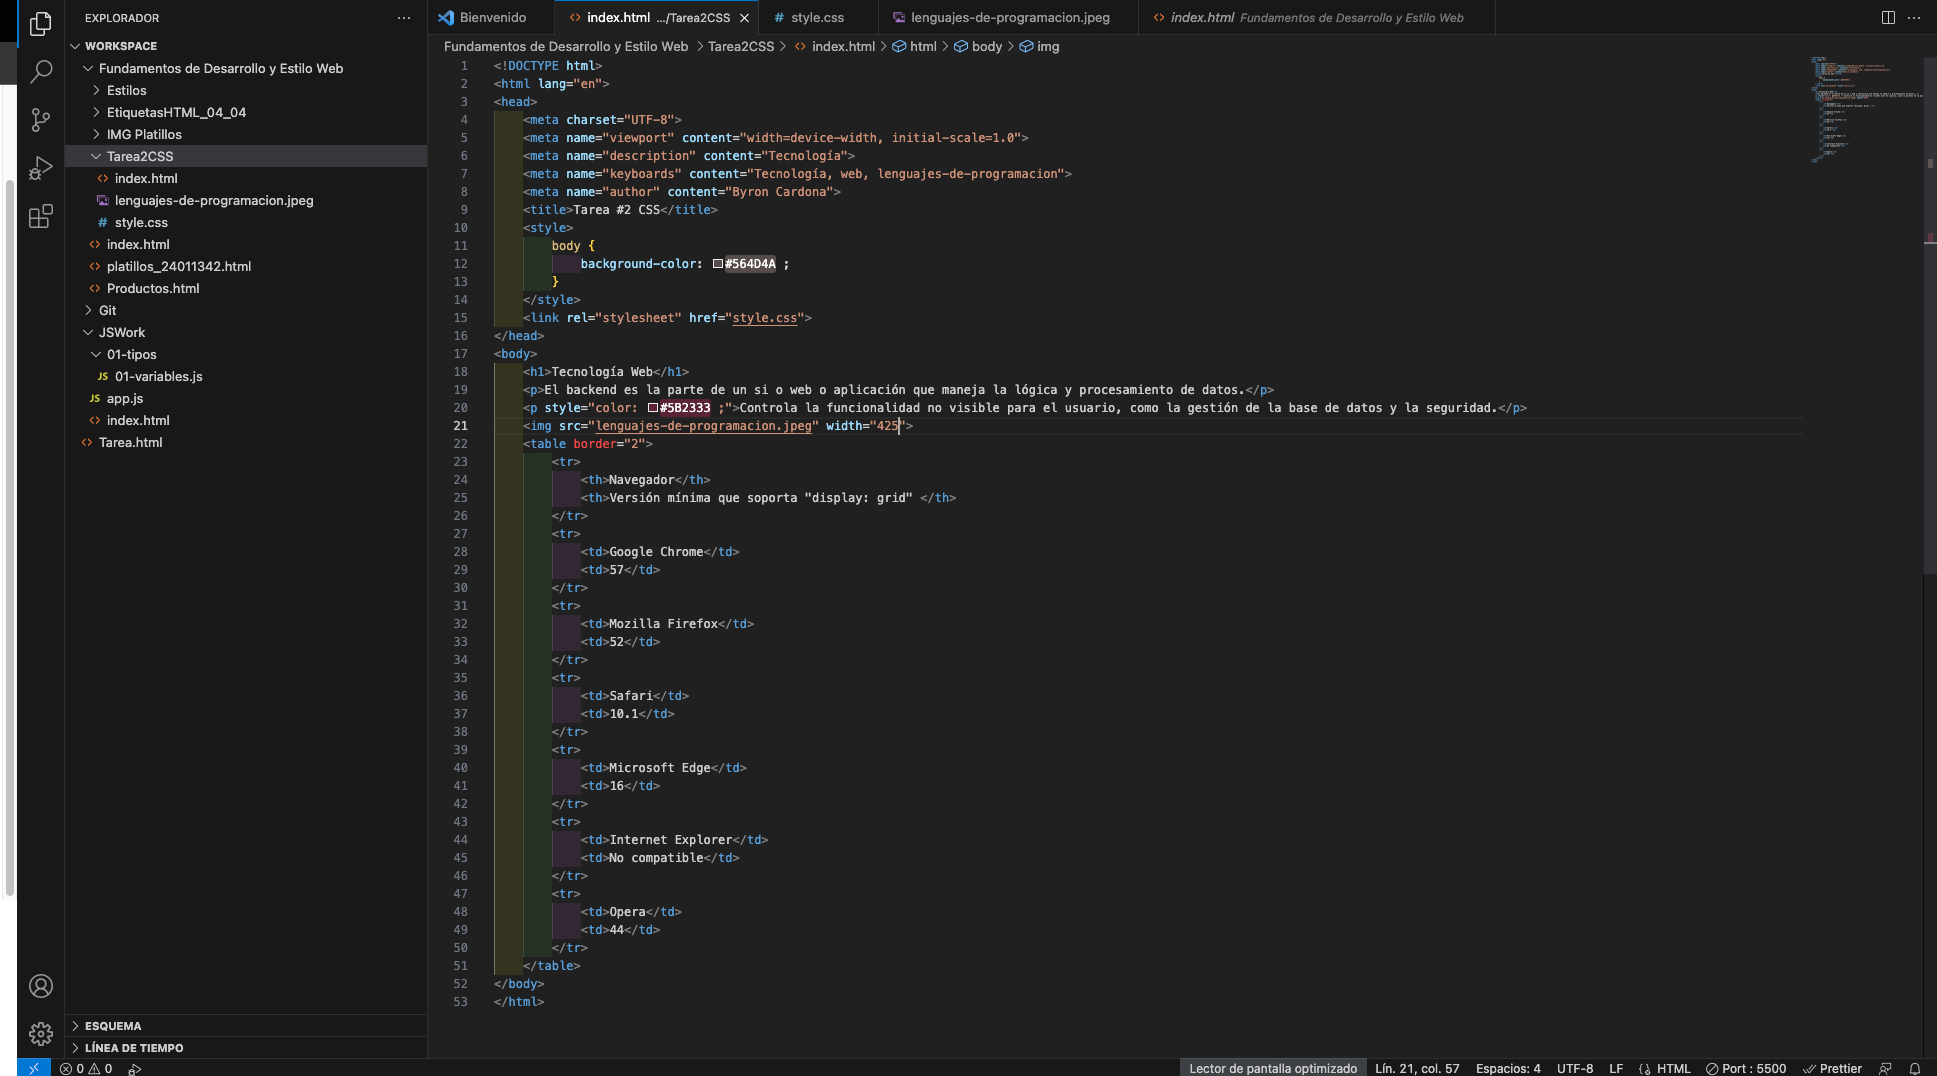 EXPLORADOR
WORKSPACE
Fundamentos de Desarrollo y Estilo Web
Estilos
EtiquetasHTML_04_04
IMG Platillos
Tarea2CSS
index.html
lenguajes-de-programacion.jpeg
style.css
index.html
platillos_24011342.html
Productos.html
Git
JSWork
01-tipos
JS 01-variables.js
JS app.js
index.html
Tarea.html
ESQUEMA
LÍNEA DE TIEMPO
Bienvenido
index.html .../Tarea2CSS
# style.css
lenguajes-de-programacion.jpeg
index.html Fundamentos de Desarrollo y Estilo Web
Fundamentos de Desarrollo y Estilo Web > Tarea2CSS > index.html > html > body > img
1 <!DOCTYPE html>
2 <html lang="en">
3 <head>
4 <meta charset="UTF-8">
5 <meta name="viewport" content="width=device-width, initial-scale=1.0">
6 <meta name="description" content="Tecnología">
7 <meta name="keyboards" content="Tecnología, web, lenguajes-de-programacion">
8 <meta name="author" content="Byron Cardona">
9 <title>Tarea #2 CSS</title>
10 <style>
11 body {
12 background-color: #564D4A ;
13 }
14 </style>
15 <link rel="stylesheet" href="style.css">
16 </head>
17 <body>
18 <h1>Tecnología Web</h1>
19 <p>El backend es la parte de un si o web o aplicación que maneja la lógica y procesamiento de datos.</p>
20 <p style="color: #5B2333 ;">Controla la funcionalidad no visible para el usuario, como la gestión de la base de datos y la seguridad.</p>
21 <img src="lenguajes-de-programacion.jpeg" width="425">
22 <table border="2">
23 <tr>
24 <th>Navegador</th>
25 <th>Versión mínima que soporta "display: grid" </th>
26 </tr>
27 <tr>
28 <td>Google Chrome</td>
29 <td>57</td>
30 </tr>
31 <tr>
32 <td>Mozilla Firefox</td>
33 <td>52</td>
34 </tr>
35 <tr>
36 <td>Safari</td>
37 <td>10.1</td>
38 </tr>
39 <tr>
40 <td>Microsoft Edge</td>
41 <td>16</td>
42 </tr>
43 <tr>
44 <td>Internet Explorer</td>
45 <td>No compatible</td>
46 </tr>
47 <tr>
48 <td>Opera</td>
49 <td>44</td>
50 </tr>
51 </table>
52 </body>
53 </html>
0 0 Lector de pantalla optimizado Lín. 21, col. 57 Espacios: 4 UTF-8 LF HTML Port : 5500 Prettier